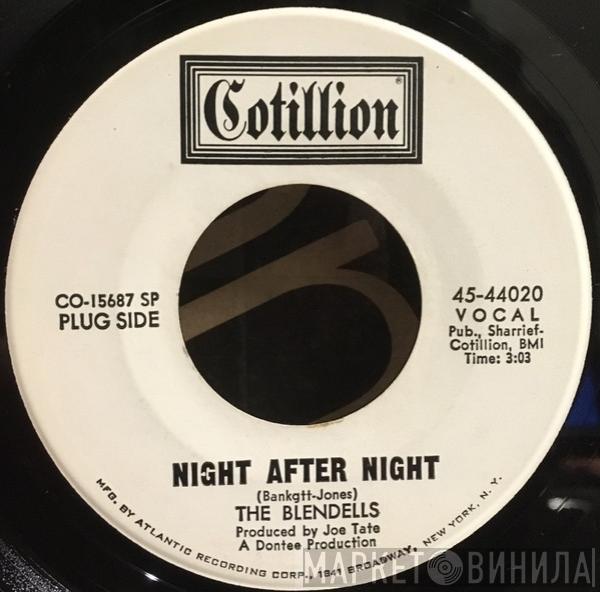 Cotillion®
CO-15687 SP
PLUG SIDE
45-44020
VOCAL
Pub., Sharrief-
Cotillion, BMI
Time: 3:03
NIGHT AFTER NIGHT
(Bankgtt-Jones)
THE BLENDELLS
Produced by Joe Tate
A Dontee Production
MFG. BY ATLANTIC RECORDING CORP., 1841 BROADWAY, NEW YORK, N. Y.
МАРКЕТ ВИНИЛА